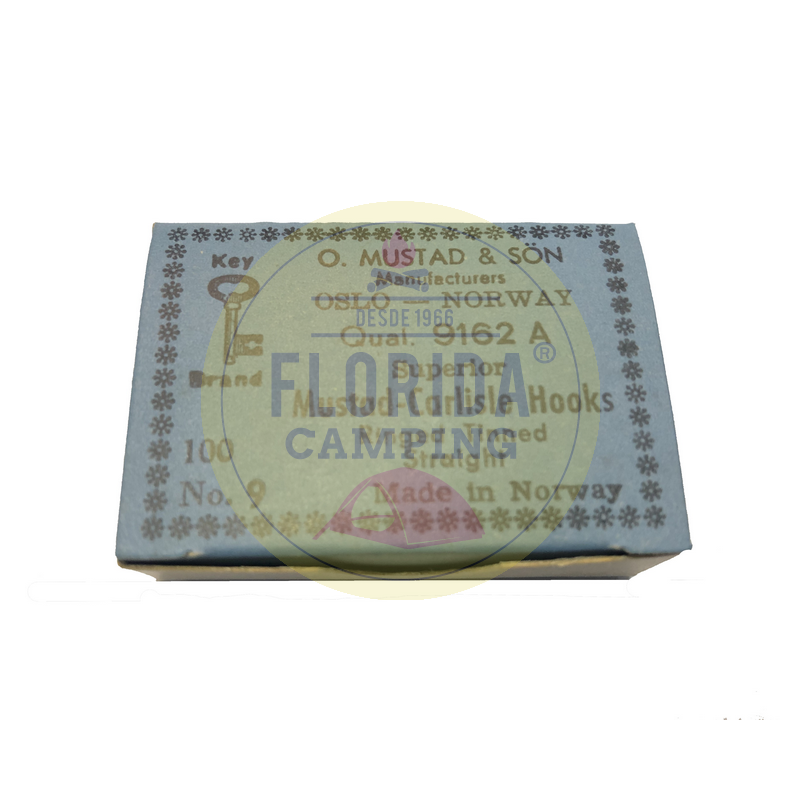 Key
Brand
O. MUSTAD & SÖN
Manufacturers
OSLO — NORWAY
Qual. 9162 A
Superior
Mustad-Carlisle Hooks
Ringed Tinned
Straight
100
No. 9
Made in Norway
DESDE 1966
FLORIDA®
CAMPING